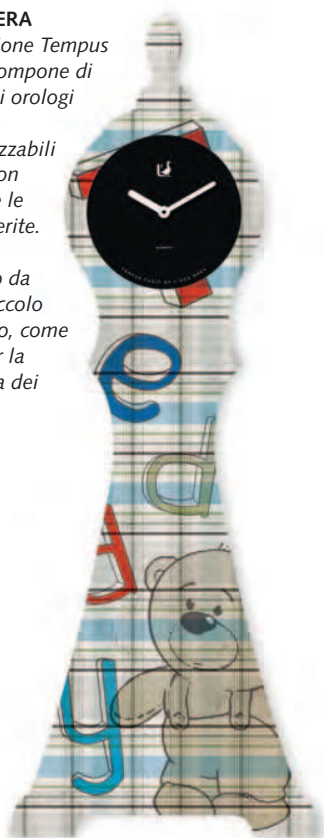 ERA
ione Tempus
ompone di
i orologi
zzabili
on
le
erite.
o da
ccolo
o, come
r la
a dei
e
d
d
y